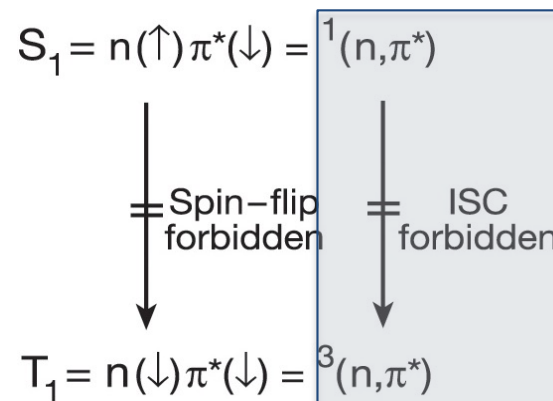 S₁ = n(↑)π*(↓) = ¹(n,π*)
Spin–flip ISC
forbidden forbidden
T₁ = n(↓)π*(↓) = ³(n,π*)